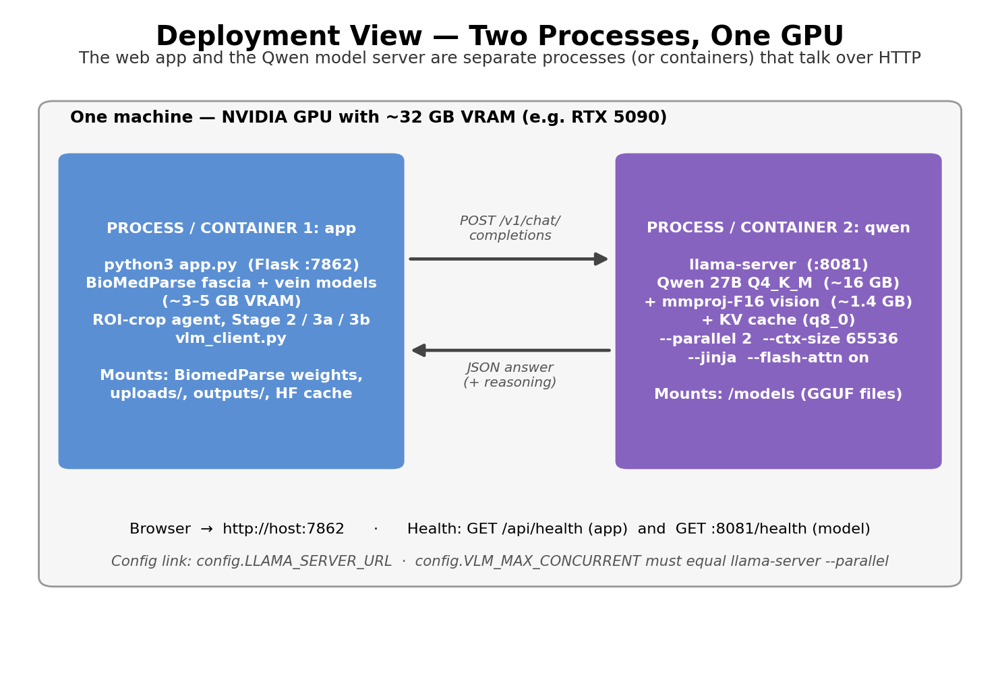 Deployment View — Two Processes, One GPU
The web app and the Qwen model server are separate processes (or containers) that talk over HTTP
One machine — NVIDIA GPU with ~32 GB VRAM (e.g. RTX 5090)
PROCESS / CONTAINER 1: app
python3 app.py  (Flask :7862)
BioMedParse fascia + vein models
(~3–5 GB VRAM)
ROI-crop agent, Stage 2 / 3a / 3b
vlm_client.py
Mounts: BiomedParse weights,
uploads/, outputs/, HF cache
POST /v1/chat/
completions
JSON answer
(+ reasoning)
PROCESS / CONTAINER 2: qwen
llama-server  (:8081)
Qwen 27B Q4_K_M  (~16 GB)
+ mmproj-F16 vision  (~1.4 GB)
+ KV cache (q8_0)
--parallel 2  --ctx-size 65536
--jinja  --flash-attn on
Mounts: /models (GGUF files)
Browser  →  http://host:7862      ·      Health: GET /api/health (app)  and  GET :8081/health (model)
Config link: config.LLAMA_SERVER_URL  ·  config.VLM_MAX_CONCURRENT must equal llama-server --parallel